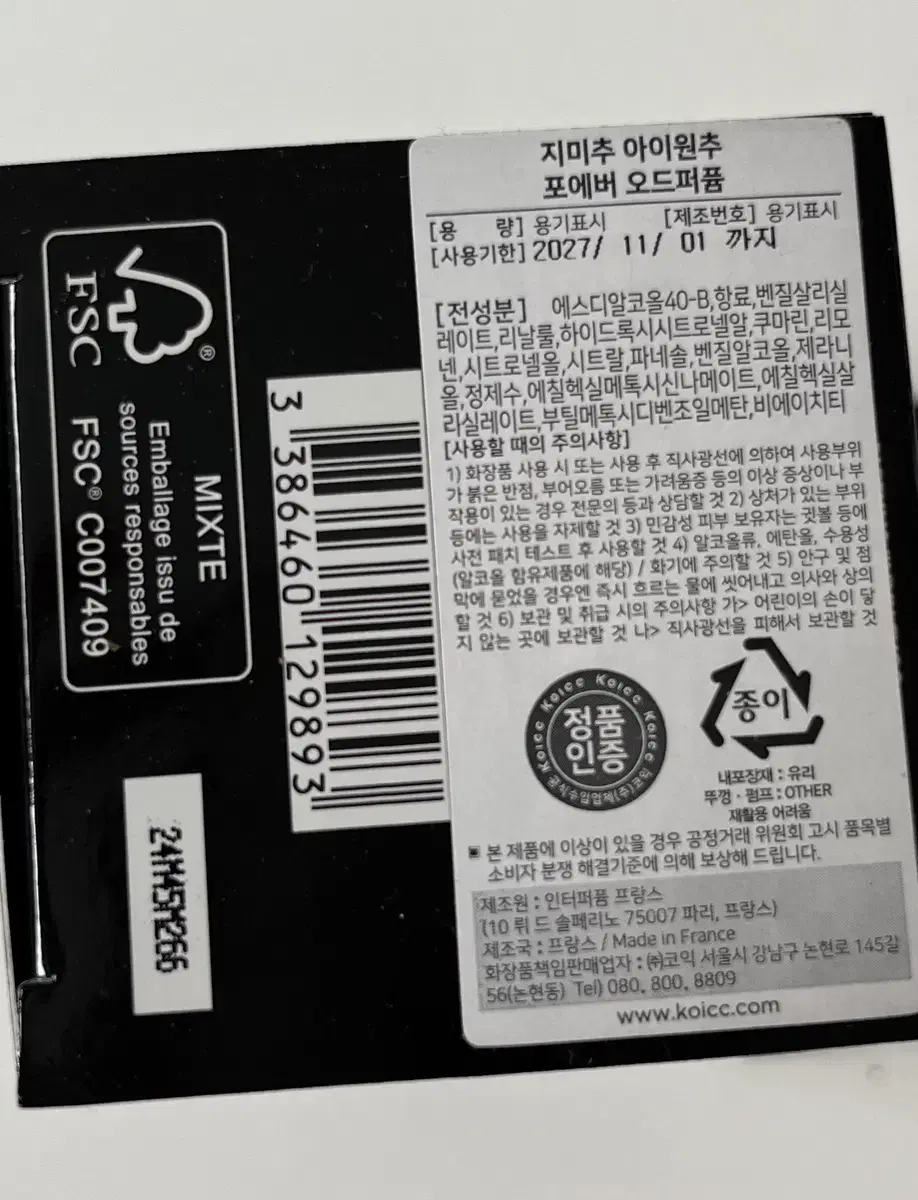 지미추 아이원추
포에버 오드퍼퓸
[용 량] 용기표시 [제조번호] 용기표시
[사용기한] 2027/ 11/ 01 까지
[전성분] 에스디알코올40-B,향료,벤질살리실
레이트,리날룰,하이드록시시트로넬알,쿠마린,리모
넨,시트로넬올,시트랄,파네솔,벤질알코올,제라니
올,정제수,에칠헥실메톡시신나메이트,에칠헥실살
리실레이트,부틸메톡시디벤조일메탄,비에이치티
[사용할 때의 주의사항]
1) 화장품 사용 시 또는 사용 후 직사광선에 의하여 사용부위
가 붉은 반점, 부어오름 또는 가려움증 등의 이상 증상이나 부
작용이 있는 경우 전문의 등과 상담할 것 2) 상처가 있는 부위
등에는 사용을 자제할 것 3) 민감성 피부 보유자는 귓볼 등에
사전 패치 테스트 후 사용할 것 4) 알코올류, 에탄올, 수용성
(알코올 함유제품에 해당) / 화기에 주의할 것 5) 안구 및 점
막에 묻었을 경우엔 즉시 흐르는 물에 씻어내고 의사와 상의
할 것 6) 보관 및 취급 시의 주의사항 가> 어린이의 손이 닿
지 않는 곳에 보관할 것 나> 직사광선을 피해서 보관할 것
Koicc Koicc Koicc Koicc
정품
인증
공식수입업체(주)코익
종이
내포장재 : 유리
뚜껑 · 펌프 : OTHER
재활용 어려움
▣ 본 제품에 이상이 있을 경우 공정거래 위원회 고시 품목별
소비자 분쟁 해결기준에 의해 보상해 드립니다.
제조원 : 인터퍼퓸 프랑스
(10 뤼 드 솔페리노 75007 파리, 프랑스)
제조국 : 프랑스 / Made in France
화장품책임판매업자 : ㈜코익 서울시 강남구 논현로 145길
56(논현동) Tel) 080. 800. 8809
www.koicc.com
FSC
®
MIXTE
Emballage issu de
sources responsables
FSC® C007409
3 386460 129893
24M45M266